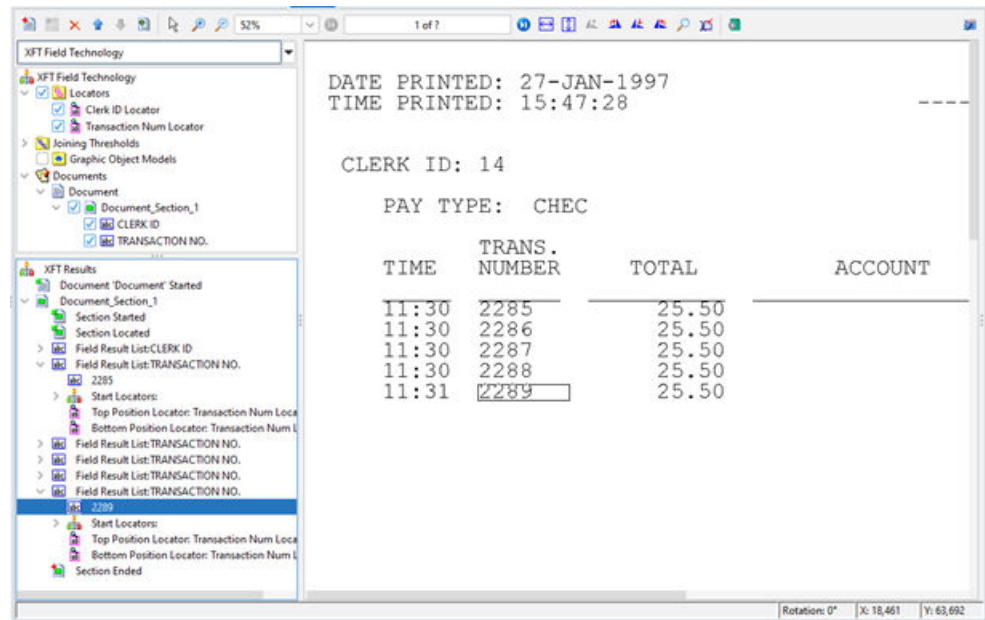 52%
1 of ?
XFT Field Technology
XFT Field Technology
Locators
Clerk ID Locator
Transaction Num Locator
Joining Thresholds
Graphic Object Models
Documents
Document
Document_Section_1
CLERK ID
TRANSACTION NO.
XFT Results
Document 'Document' Started
Document_Section_1
Section Started
Section Located
Field Result List:CLERK ID
Field Result List:TRANSACTION NO.
2285
Start Locators:
Top Position Locator: Transaction Num Loca
Bottom Position Locator: Transaction Num L
Field Result List:TRANSACTION NO.
Field Result List:TRANSACTION NO.
Field Result List:TRANSACTION NO.
Field Result List:TRANSACTION NO.
2289
Start Locators:
Top Position Locator: Transaction Num Loca
Bottom Position Locator: Transaction Num L
Section Ended
DATE PRINTED: 27-JAN-1997
TIME PRINTED: 15:47:28 ----
CLERK ID: 14
PAY TYPE: CHEC
TRANS.
TIME NUMBER TOTAL ACCOUNT
11:30 2285 25.50
11:30 2286 25.50
11:30 2287 25.50
11:30 2288 25.50
11:31 2289 25.50
Rotation: 0° X: 18,461 Y: 63,692